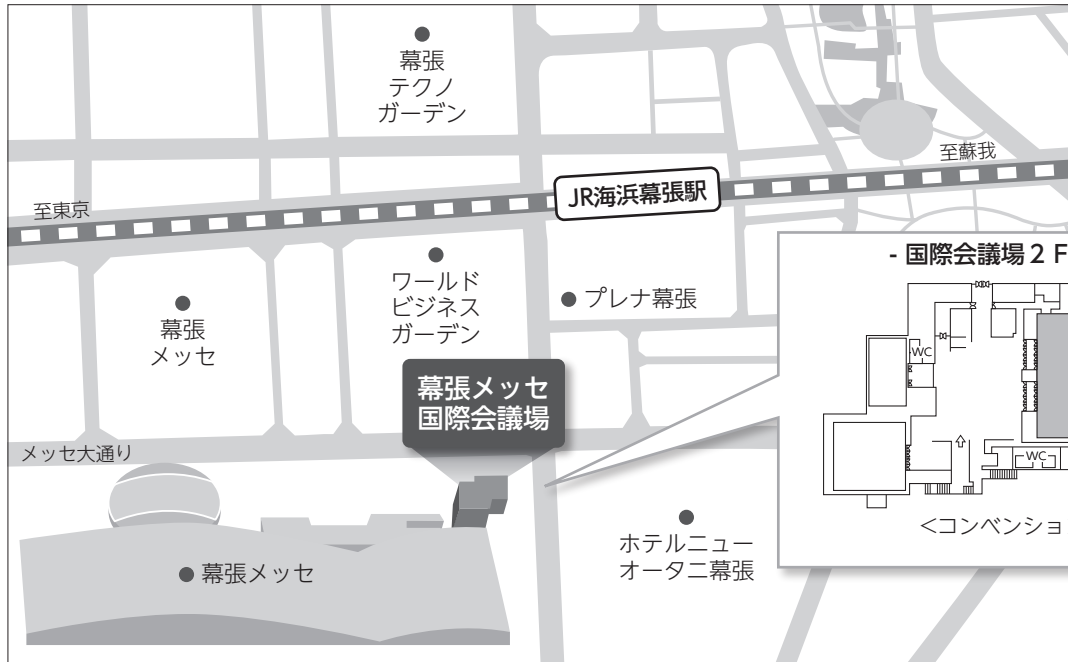 幕張
テクノ
ガーデン
至蘇我
JR海浜幕張駅
至東京
- 国際会議場2F
ワールド
ビジネス
ガーデン
プレナ幕張
幕張
メッセ
WC
幕張メッセ
国際会議場
メッセ大通り
WC
<コンベンショ
ホテルニュー
オータニ幕張
幕張メッセ